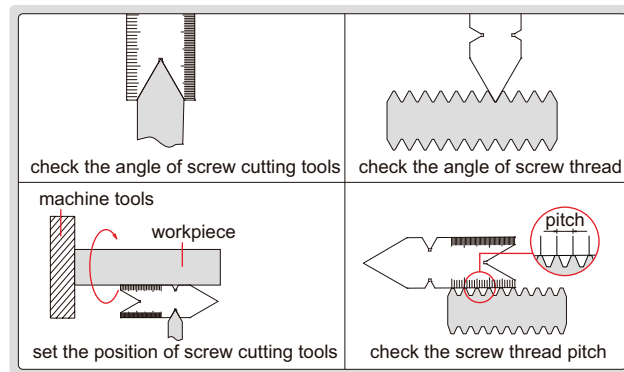 check the angle of screw cutting tools
check the angle of screw thread
machine tools
workpiece
set the position of screw cutting tools
pitch
check the screw thread pitch